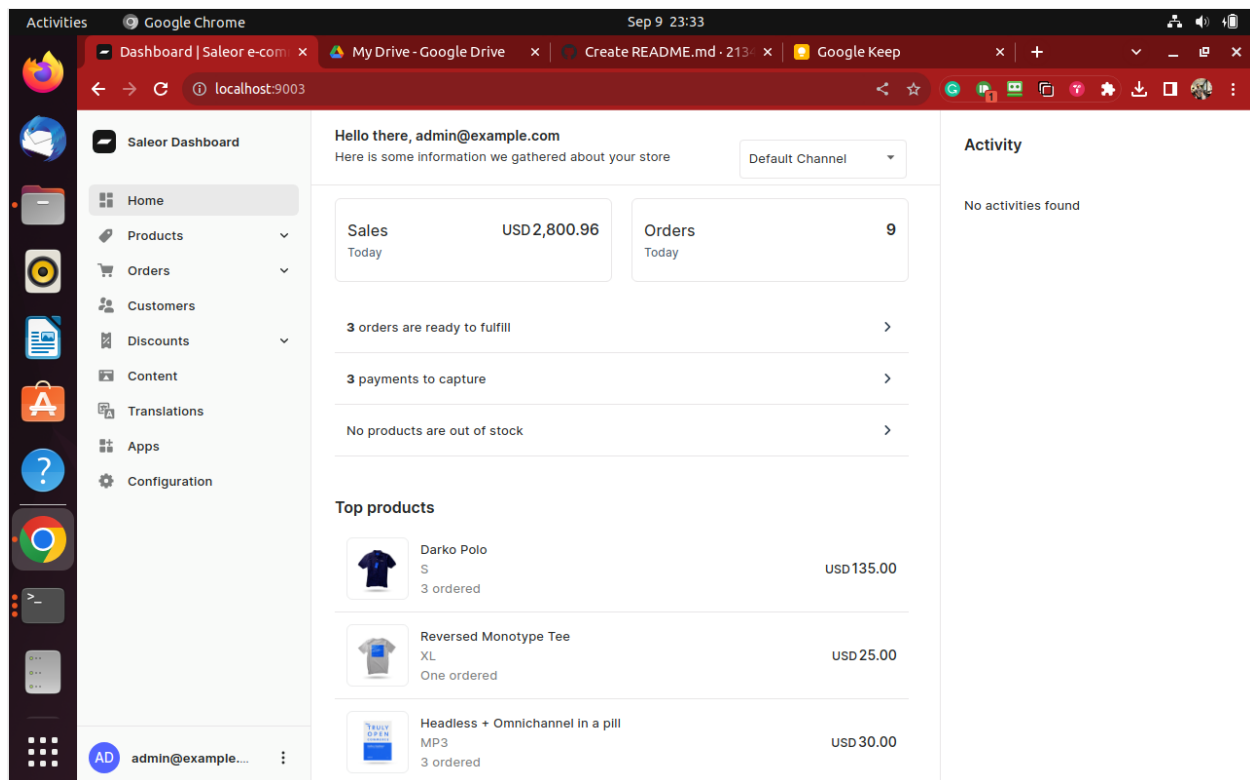 Activities
Google Chrome
Sep 9 23:33
Dashboard | Saleor e-com
My Drive - Google Drive
Create README.md · 2134
Google Keep
localhost:9003
1
Saleor Dashboard
Home
Products
Orders
Customers
Discounts
Content
Translations
Apps
Configuration
AD
admin@example....
Hello there, admin@example.com
Here is some information we gathered about your store
Default Channel
Sales
USD 2,800.96
Today
Orders
9
Today
3 orders are ready to fulfill
3 payments to capture
No products are out of stock
Top products
Darko Polo
S
3 ordered
USD 135.00
Reversed Monotype Tee
XL
One ordered
USD 25.00
TRULY
OPEN
Headless + Omnichannel in a pill
MP3
3 ordered
USD 30.00
Activity
No activities found